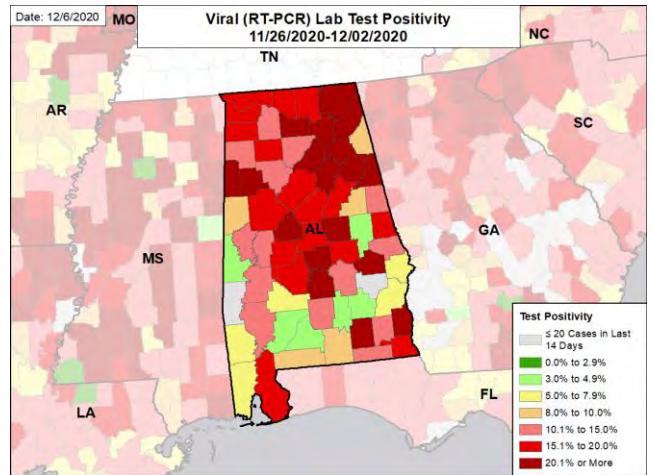 Date: 12/6/2020
Viral (RT-PCR) Lab Test Positivity
11/26/2020-12/02/2020
MO
TN
NC
AR
SC
MS
AL
GA
LA
FL
Test Positivity
≤ 20 Cases in Last
14 Days
0.0% to 2.9%
3.0% to 4.9%
5.0% to 7.9%
8.0% to 10.0%
10.1% to 15.0%
15.1% to 20.0%
20.1% or More